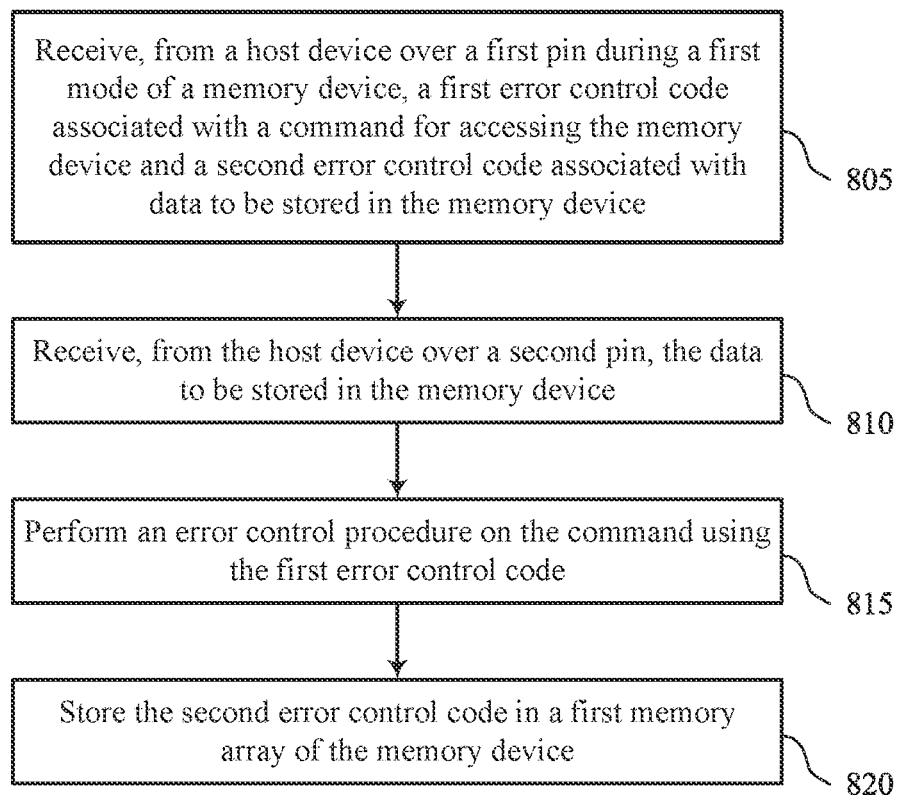 Receive, from a host device over a first pin during a first
mode of a memory device, a first error control code
associated with a command for accessing the memory
device and a second error control code associated with
data to be stored in the memory device
805
Receive, from the host device over a second pin, the data
to be stored in the memory device
810
Perform an error control procedure on the command using
the first error control code
815
Store the second error control code in a first memory
array of the memory device
820